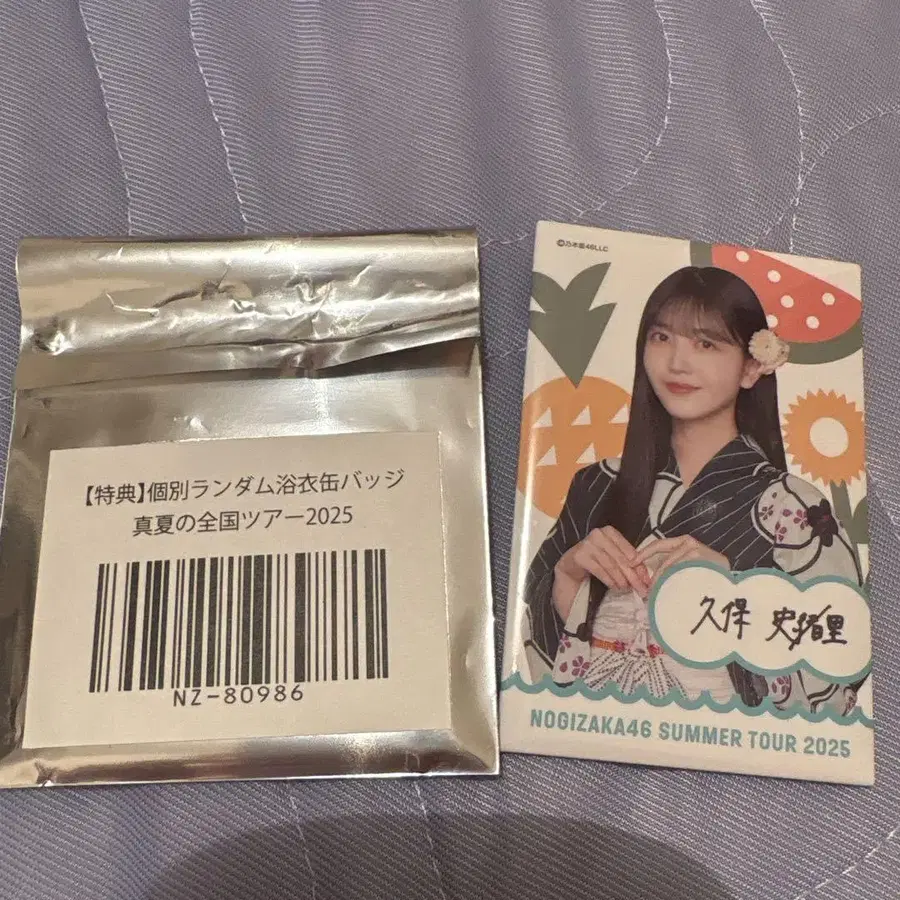 【特典】個別ランダム浴衣缶バッジ
真夏の全国ツアー2025
NZ-80986
©乃木坂46LLC
久保 史緒里
NOGIZAKA46 SUMMER TOUR 2025